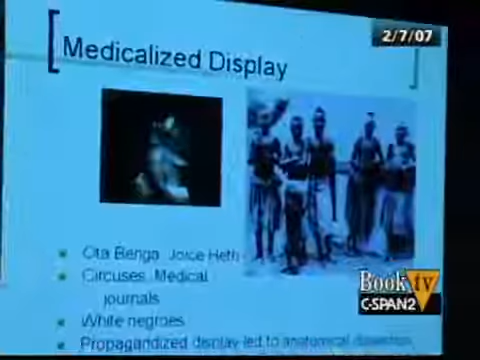 Medicalized Display
2/7/07
Ota Benga Joice Heth
Circuses Medical
journals
White negroes
Propagandized display led to anatomical dissection
Book tv
C-SPAN2